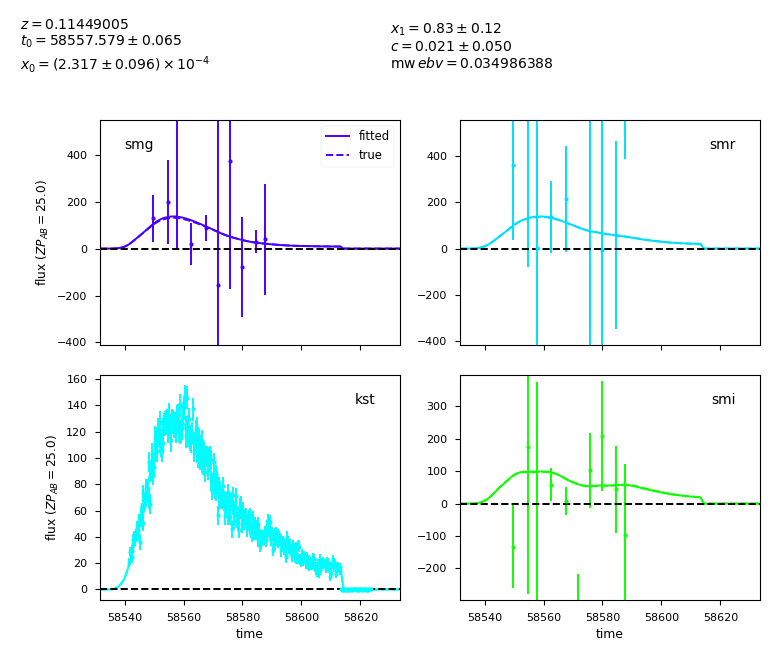 z = 0.11449005
t₀ = 58557.579 ± 0.065
x₀ = (2.317 ± 0.096) × 10⁻⁴
x₁ = 0.83 ± 0.12
c = 0.021 ± 0.050
mw ebv = 0.034986388
smg
fitted
true
400
200
0
−200
−400
flux (ZP_AB = 25.0)
smr
400
200
0
−200
−400
kst
160
140
120
100
80
60
40
20
0
flux (ZP_AB = 25.0)
58540 58560 58580 58600 58620
time
smi
300
200
100
0
−100
−200
58540 58560 58580 58600 58620
time